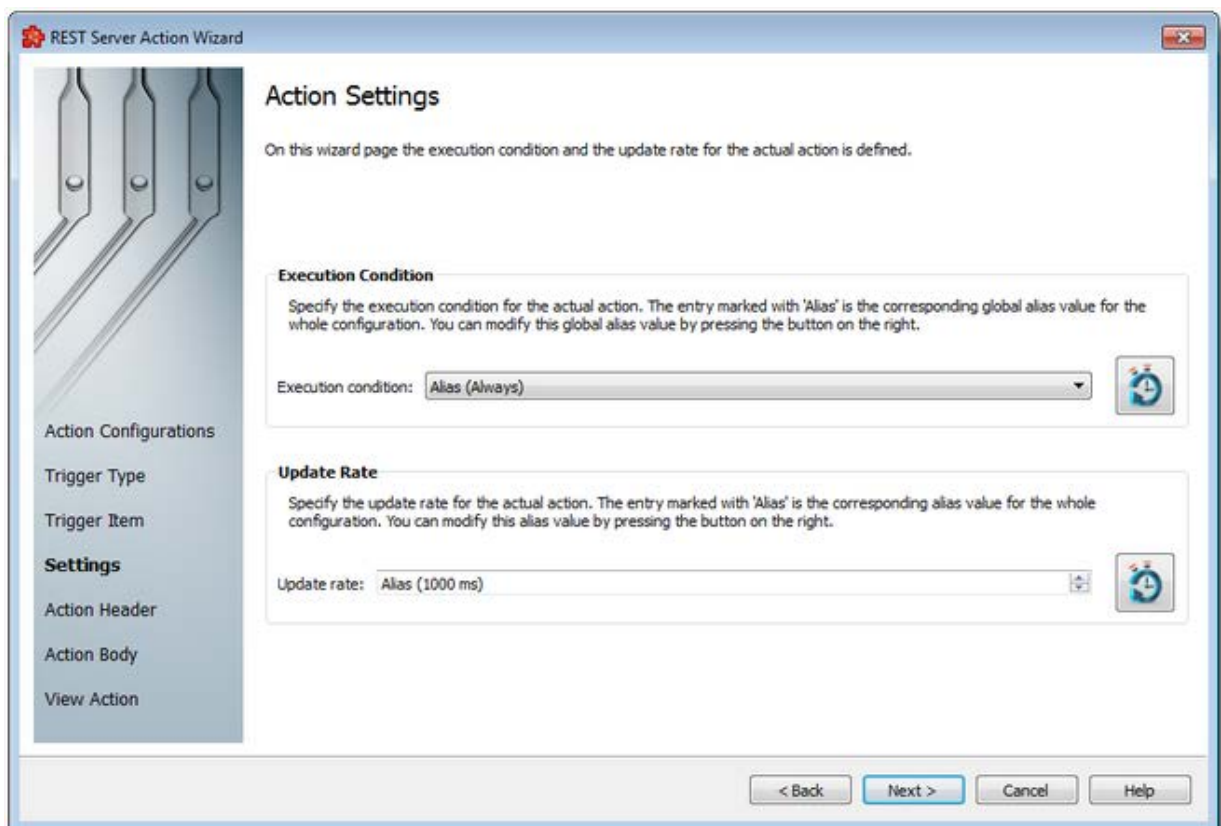 REST Server Action Wizard
Action Settings
On this wizard page the execution condition and the update rate for the actual action is defined.
Execution Condition
Specify the execution condition for the actual action. The entry marked with 'Alias' is the corresponding global alias value for the
whole configuration. You can modify this global alias value by pressing the button on the right.
Execution condition: Alias (Always)
Update Rate
Specify the update rate for the actual action. The entry marked with 'Alias' is the corresponding alias value for the whole
configuration. You can modify this alias value by pressing the button on the right.
Update rate: Alias (1000 ms)
Action Configurations
Trigger Type
Trigger Item
Settings
Action Header
Action Body
View Action
< Back Next > Cancel Help